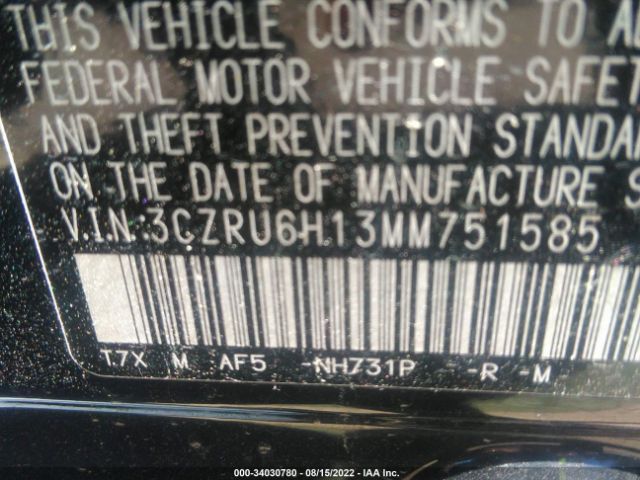 THIS VEHICLE CONFORMS TO
FEDERAL MOTOR VEHICLE SAFET
AND THEFT PREVENTION STANDA
ON THE DATE OF MANUFACTURE S
V.I.N:3CZRU6H13MM751585
T7X M AF5 -NH731P -R -M
000-34030780 - 08/15/2022 - IAA Inc.